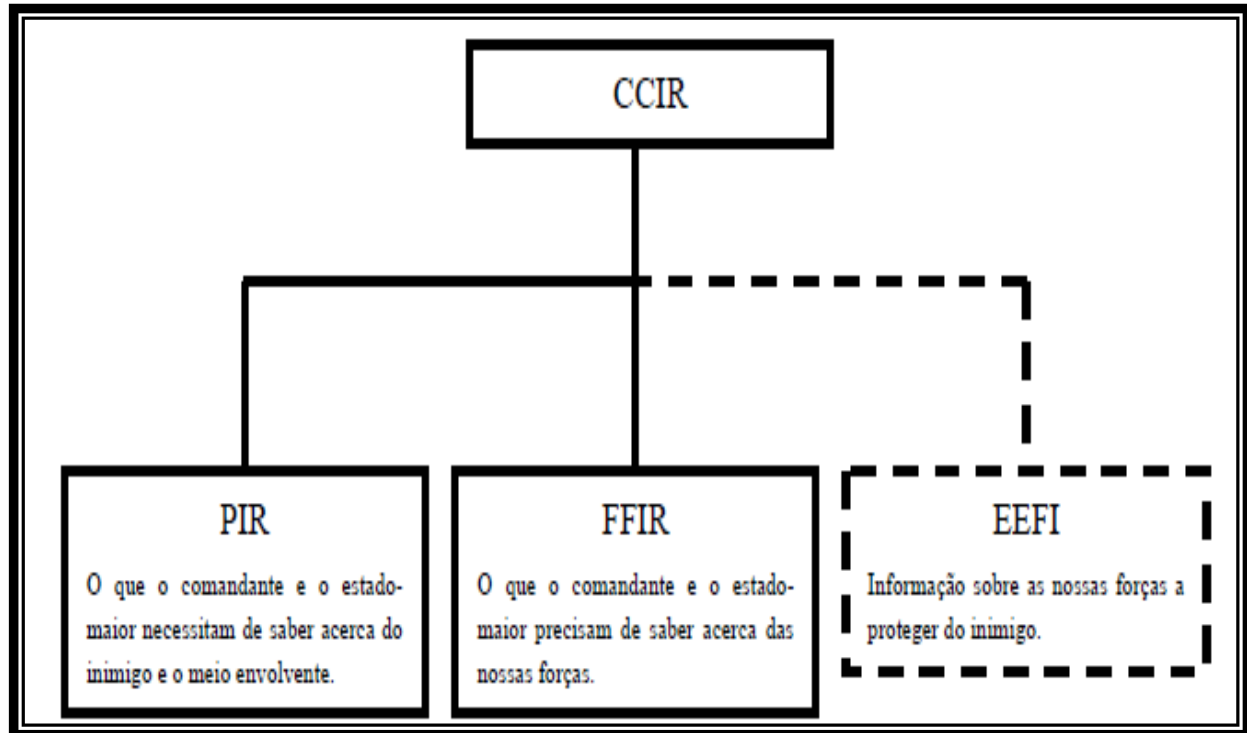 CCIR
PIR
O que o comandante e o estado-
maior necessitam de saber acerca do
inimigo e o meio envolvente.
FFIR
O que o comandante e o estado-
maior precisam de saber acerca das
nossas forças.
EEFI
Informação sobre as nossas forças a
proteger do inimigo.